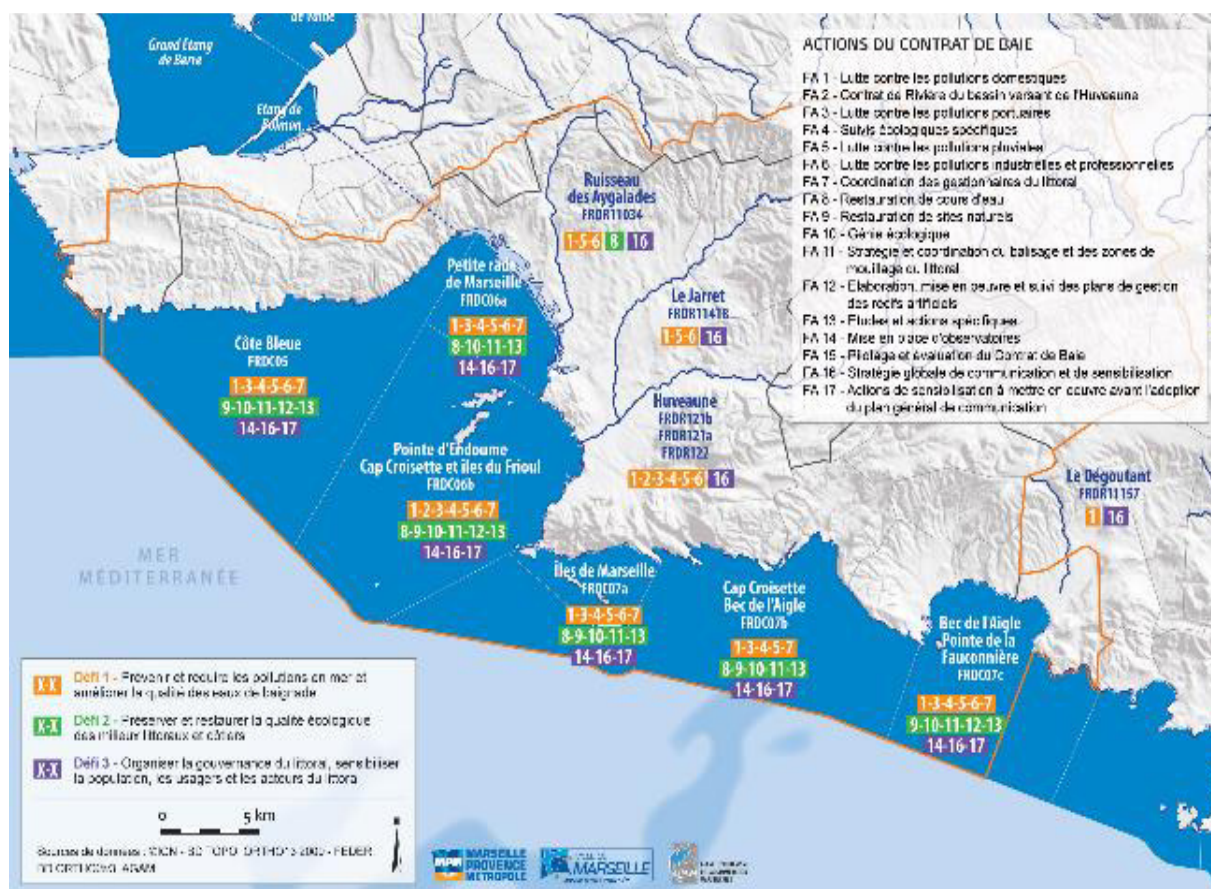 de Vaïne
Grand Etang
de Berre
Etang de
Bolmon
ACTIONS DU CONTRAT DE BAIE
FA 1 - Lutte contre les pollutions domestiques
FA 2 - Contrat de Rivière du bassin versant de l'Huveaune
FA 3 - Lutte contre les pollutions portuaires
FA 4 - Suivis écologiques spécifiques
FA 5 - Lutte contre les pollutions pluviales
FA 6 - Lutte contre les pollutions industrielles et professionnelles
FA 7 - Coordination des gestionnaires du littoral
FA 8 - Restauration de cours d'eau
FA 9 - Restauration de sites naturels
FA 10 - Génie écologique
FA 11 - Stratégie et coordination du balisage et des zones de
mouillage du littoral
FA 12 - Elaboration, mise en oeuvre et suivi des plans de gestion
des récifs artificiels
FA 13 - Etudes et actions spécifiques
FA 14 - Mise en place d'observatoires
FA 15 - Pilotage et évaluation du Contrat de Baie
FA 16 - Stratégie globale de communication et de sensibilisation
FA 17 - Actions de sensibilisation à mettre en oeuvre avant l'adoption
du plan général de communication
Ruisseau
des Aygalades
FRDR11034
1-5-6 8 16
Petite rade
de Marseille
FRDC06a
1-3-4-5-6-7
8-10-11-13
14-16-17
Le Jarret
FRDR11418
1-5-6 16
Côte Bleue
FRDC05
1-3-4-5-6-7
9-10-11-12-13
14-16-17
Huveaune
FRDR121b
FRDR121a
FRDR122
1-2-3-4-5-6 16
Pointe d'Endoume
Cap Croisette et îles du Frioul
FRDC06b
1-2-3-4-5-6-7
8-9-10-11-12-13
14-16-17
Le Dégoutant
FRDR11157
1 16
MER
MÉDITERRANÉE
Îles de Marseille
FRDC07a
1-3-4-5-6-7
8-9-10-11-13
14-16-17
Cap Croisette
Bec de l'Aigle
FRDC07b
1-3-4-5-7
8-9-10-11-13
14-16-17
Bec de l'Aigle
Pointe de la
Fauconnière
FRDC07c
1-3-4-5-6-7
9-10-11-12-13
14-16-17
X-X Défi 1 - Prévenir et réduire les pollutions en mer et
améliorer la qualité des eaux de baignade
X-X Défi 2 - Préserver et restaurer la qualité écologique
des milieux littoraux et côtiers
X-X Défi 3 - Organiser la gouvernance du littoral, sensibiliser
la population, les usagers et les acteurs du littoral
0 5 km
Sources de données : ©IGN - BD TOPO ORTHO13 2009 - FEDER
BD ORTHO AGAM
MPM MARSEILLE
PROVENCE
METROPOLE
MARSEILLE